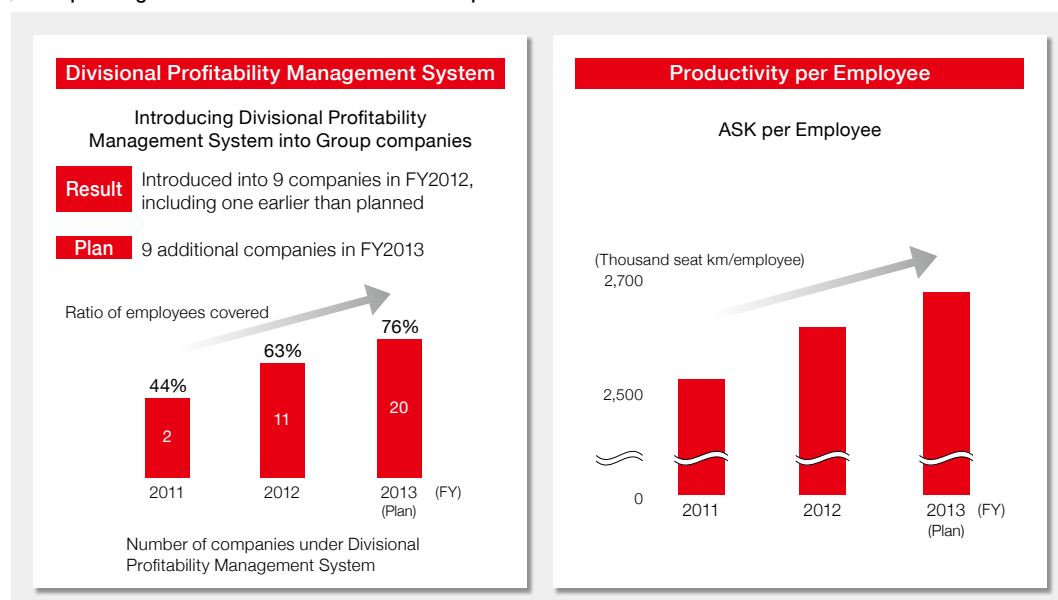 Divisional Profitability Management System
Introducing Divisional Profitability
Management System into Group companies
Result
Introduced into 9 companies in FY2012,
including one earlier than planned
Plan
9 additional companies in FY2013
Ratio of employees covered
44%
63%
76%
2
11
20
2011
2012
2013
(FY)
(Plan)
Number of companies under Divisional
Profitability Management System
Productivity per Employee
ASK per Employee
(Thousand seat km/employee)
2,700
2,500
0
2011
2012
2013
(FY)
(Plan)